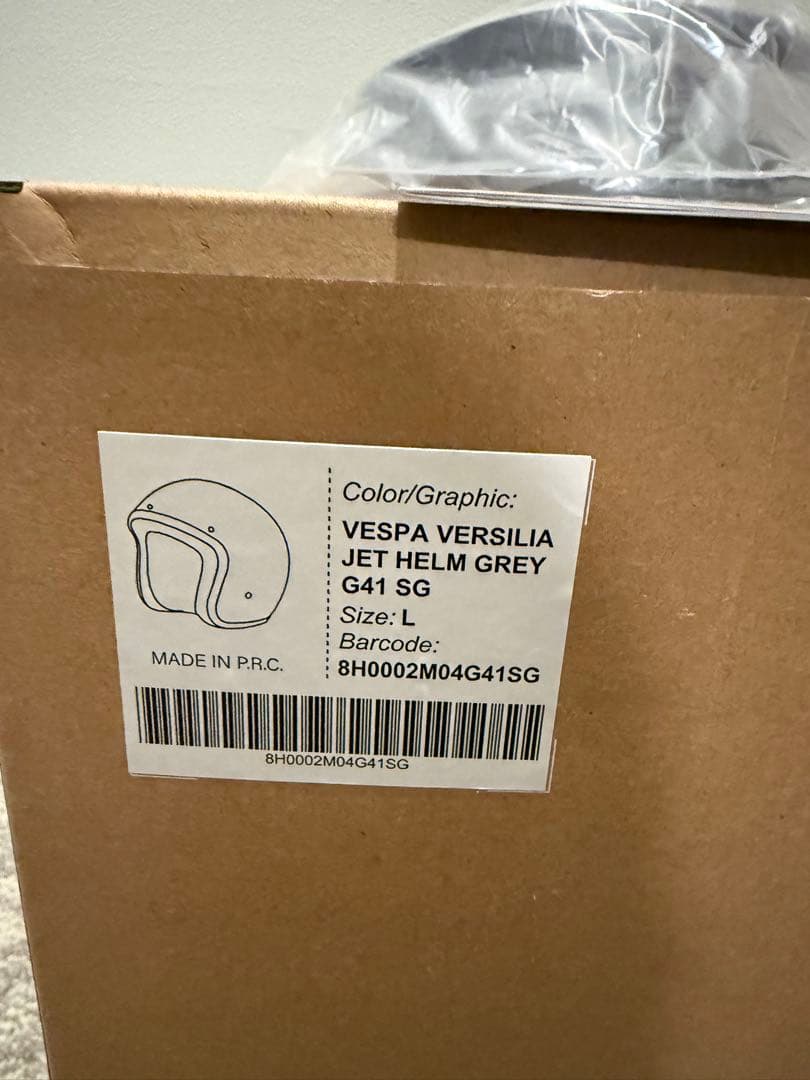 Color/Graphic:
VESPA VERSILIA
JET HELM GREY
G41 SG
Size: L
Barcode:
8H0002M04G41SG
MADE IN P.R.C.
8H0002M04G41SG